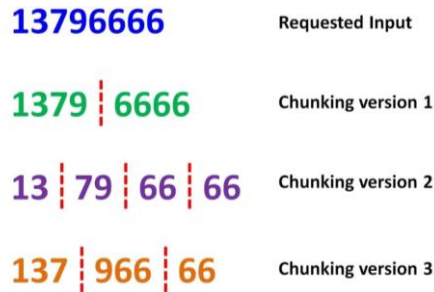 13796666 Requested Input
1379 6666 Chunking version 1
13 79 66 66 Chunking version 2
137 966 66 Chunking version 3